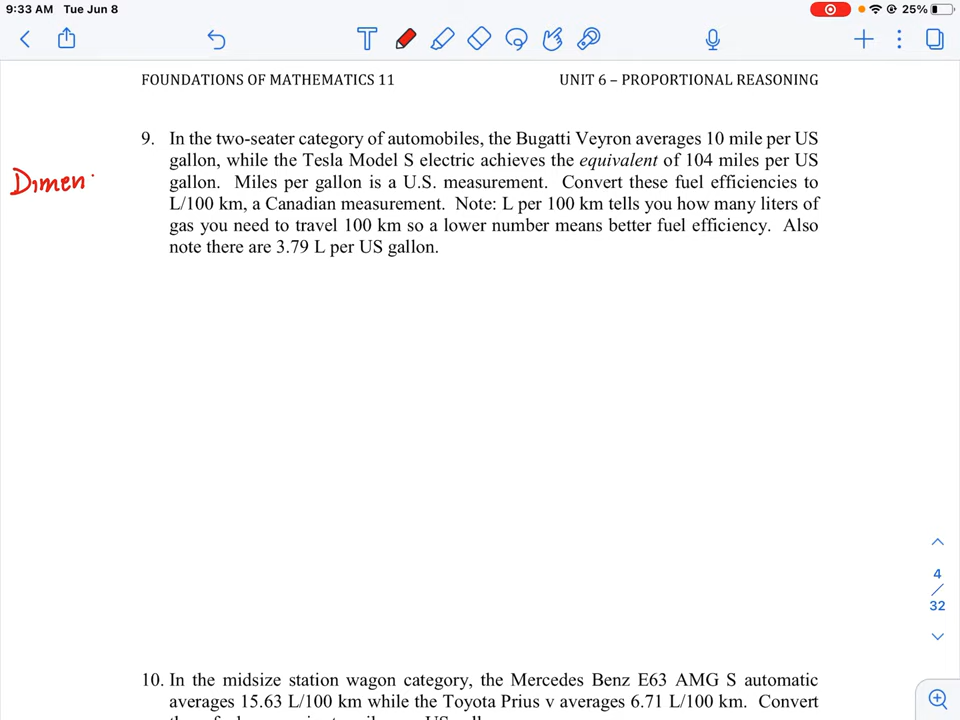 9:33 AM Tue Jun 8
25%
FOUNDATIONS OF MATHEMATICS 11 UNIT 6 – PROPORTIONAL REASONING
9. In the two-seater category of automobiles, the Bugatti Veyron averages 10 mile per US
gallon, while the Tesla Model S electric achieves the equivalent of 104 miles per US
gallon. Miles per gallon is a U.S. measurement. Convert these fuel efficiencies to
L/100 km, a Canadian measurement. Note: L per 100 km tells you how many liters of
gas you need to travel 100 km so a lower number means better fuel efficiency. Also
note there are 3.79 L per US gallon.
Dimen
4
/
32
10. In the midsize station wagon category, the Mercedes Benz E63 AMG S automatic
averages 15.63 L/100 km while the Toyota Prius v averages 6.71 L/100 km. Convert